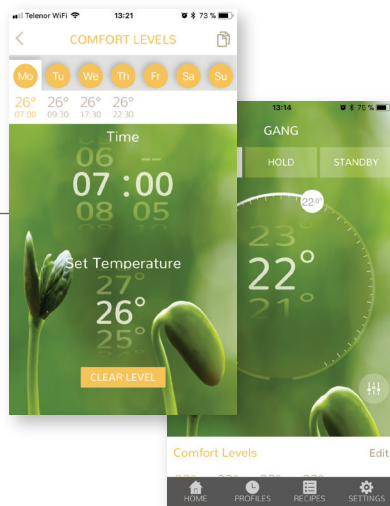 Telenor WiFi 13:21 73 %
COMFORT LEVELS
Mo Tu We Th Fr Sa Su
26° 26° 26° 26°
07:00 09:30 17:30 22:30
Time
06 --
07 :00
08 05
Set Temperature
27°
26°
25°
CLEAR LEVEL
13:14 75 %
GANG
HOLD STANDBY
22.0°
23°
22°
21°
Comfort Levels Edit
HOME PROFILES RECIPES SETTINGS